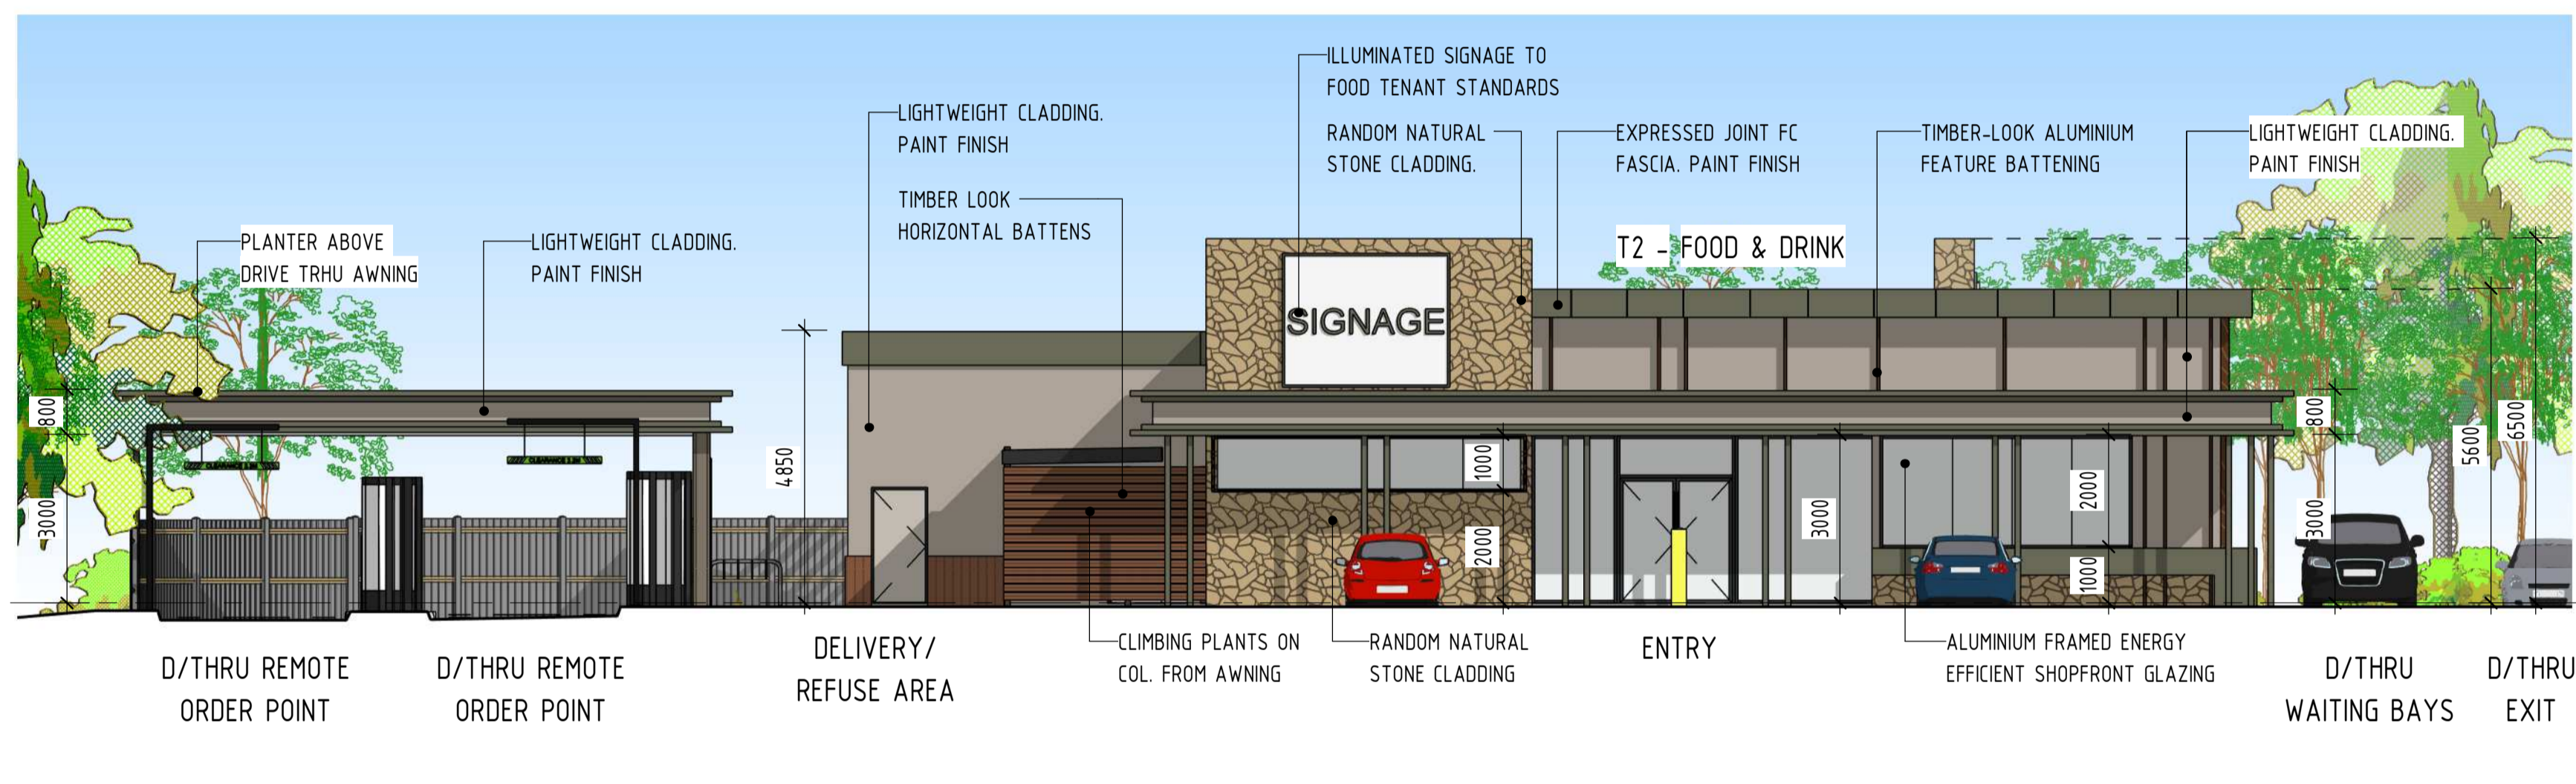 ILLUMINATED SIGNAGE TO
FOOD TENANT STANDARDS
LIGHTWEIGHT CLADDING.
PAINT FINISH
RANDOM NATURAL
STONE CLADDING.
EXPRESSED JOINT FC
FASCIA. PAINT FINISH
TIMBER-LOOK ALUMINIUM
FEATURE BATTENING
LIGHTWEIGHT CLADDING.
PAINT FINISH
TIMBER LOOK
HORIZONTAL BATTENS
PLANTER ABOVE
DRIVE TRHU AWNING
LIGHTWEIGHT CLADDING.
PAINT FINISH
T2 - FOOD & DRINK
SIGNAGE
800
3000
4850
1000
2000
3000
2000
1000
800
3000
5600
6500
DELIVERY/
REFUSE AREA
CLIMBING PLANTS ON
COL. FROM AWNING
RANDOM NATURAL
STONE CLADDING
ENTRY
ALUMINIUM FRAMED ENERGY
EFFICIENT SHOPFRONT GLAZING
D/THRU REMOTE
ORDER POINT
D/THRU REMOTE
ORDER POINT
D/THRU
WAITING BAYS
D/THRU
EXIT
CLEARANCE
CLEARANCE